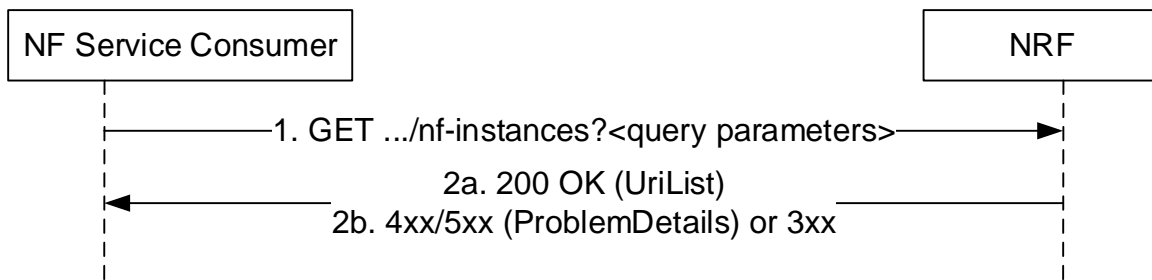 NF Service Consumer
NRF
1. GET .../nf-instances?<query parameters>
2a. 200 OK (UriList)
2b. 4xx/5xx (ProblemDetails) or 3xx